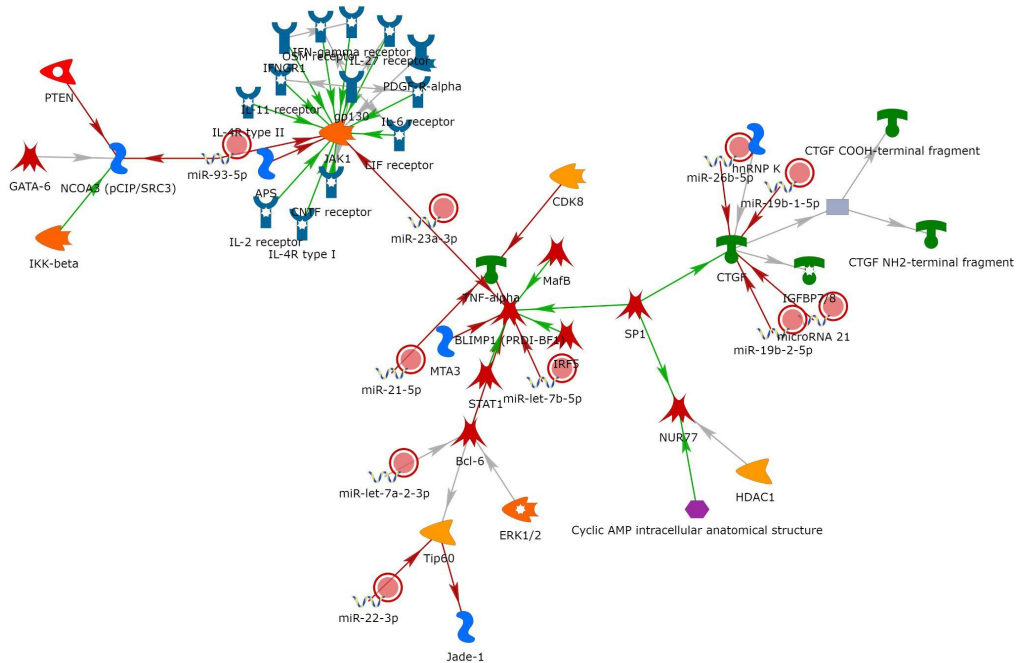 IFN-gamma receptor
OSM receptor
IL-27 receptor
IFNGR1
PDGF-R-alpha
PTEN
IL-11 receptor
gp130
IL-6 receptor
IL-4R type II
JAK1
LIF receptor
GATA-6
NCOA3 (pCIP/SRC3)
miR-93-5p
APS
CNTF receptor
IL-2 receptor
IL-4R type I
IKK-beta
miR-23a-3p
CDK8
CTGF COOH-terminal fragment
hnRNP K
miR-26b-5p
miR-19b-1-5p
CTGF NH2-terminal fragment
CTGF
IGFBP7/8
MafB
TNF-alpha
SP1
microRNA 21
miR-19b-2-5p
BLIMP1 (PRDI-BF1)
MTA3
IRF5
miR-21-5p
STAT1
miR-let-7b-5p
NUR77
Bcl-6
miR-let-7a-2-3p
HDAC1
ERK1/2
Cyclic AMP intracellular anatomical structure
Tip60
miR-22-3p
Jade-1